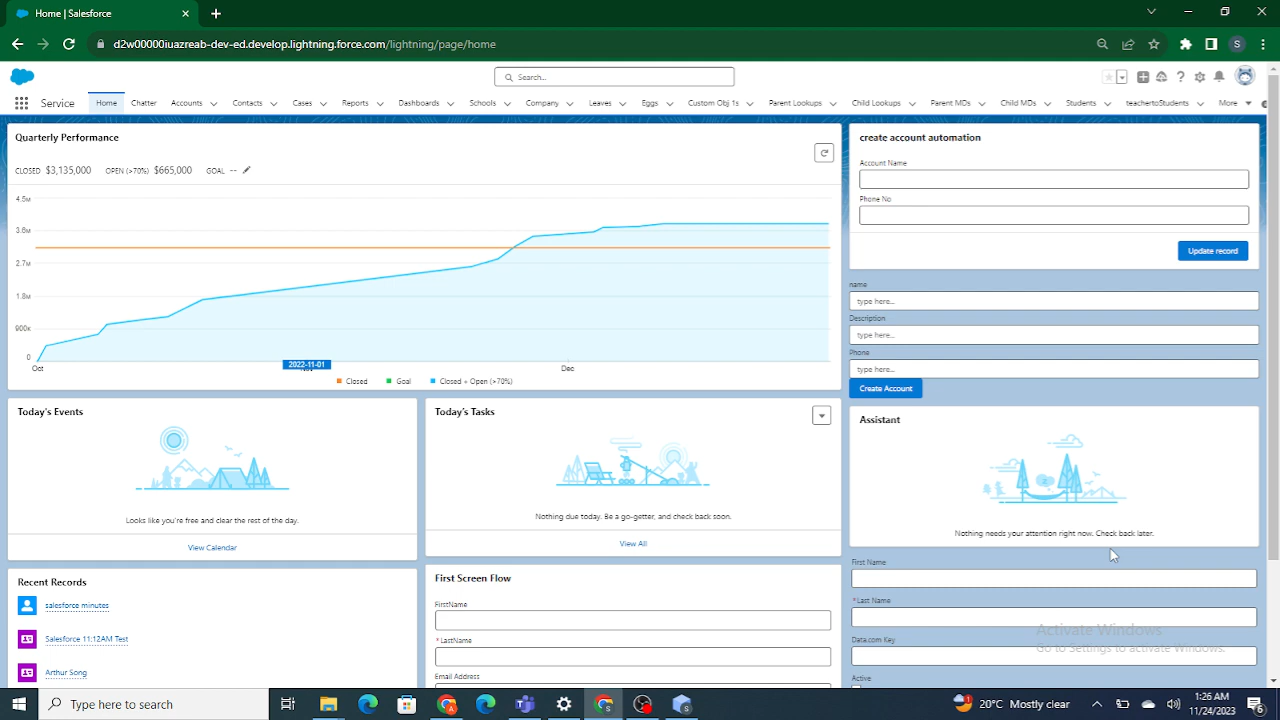 Home | Salesforce
d2w00000iuazreab-dev-ed.develop.lightning.force.com/lightning/page/home
S
Search...
Service
Home
Chatter
Accounts
Contacts
Cases
Reports
Dashboards
Schools
Company
Leaves
Eggs
Custom Obj 1s
Parent Lookups
Child Lookups
Parent MDs
Child MDs
Students
teachertoStudents
More
Quarterly Performance
CLOSED $3,135,000 OPEN (>70%) $665,000 GOAL --
4.5M
3.6M
2.7M
1.8M
900K
0
Oct
2022-11-01
Dec
Closed
Goal
Closed + Open (>70%)
create account automation
Account Name
Phone No
Update record
name
type here...
Description
type here...
Phone
type here...
Create Account
Today's Events
Looks like you're free and clear the rest of the day.
View Calendar
Today's Tasks
Nothing due today. Be a go-getter, and check back soon.
View All
Assistant
Nothing needs your attention right now. Check back later.
Recent Records
salesforce minutes
Salesforce 11:12AM Test
Arthur Song
First Screen Flow
FirstName
* LastName
Email Address
First Name
* Last Name
Data.com Key
Active
Activate Windows
Go to Settings to activate Windows.
Type here to search
20°C Mostly clear
1:26 AM
11/24/2023
6